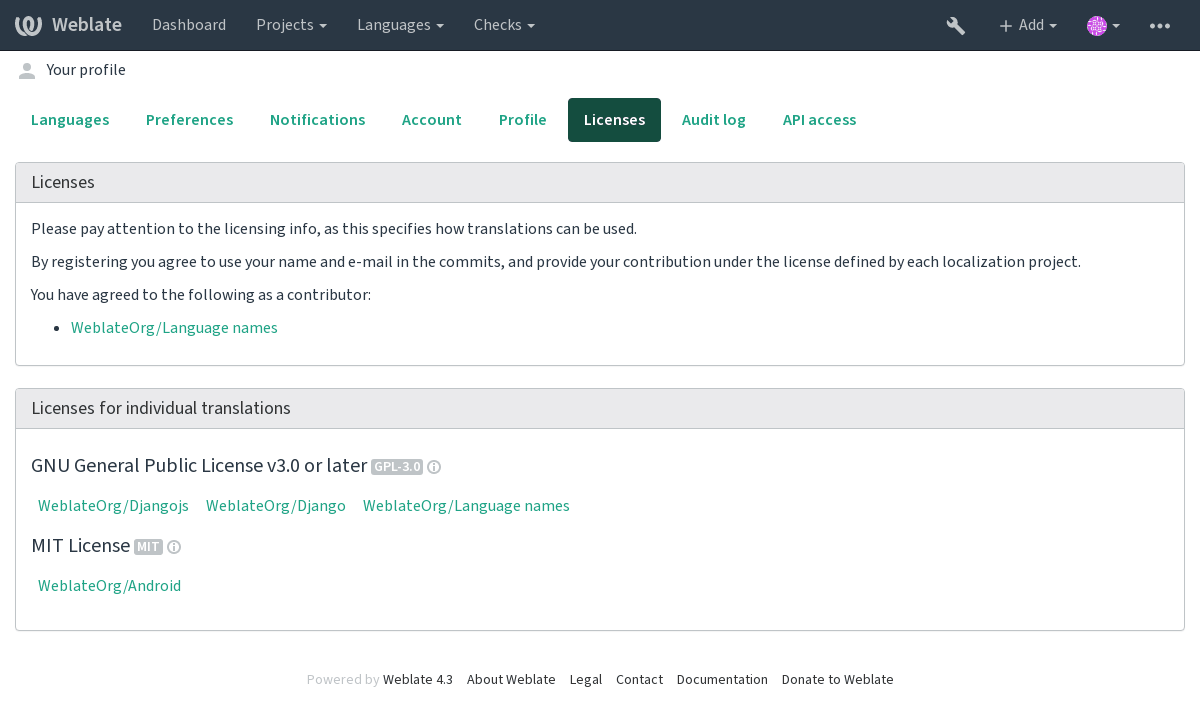 Weblate Dashboard Projects Languages Checks Add
Your profile
Languages Preferences Notifications Account Profile Licenses Audit log API access
Licenses
Please pay attention to the licensing info, as this specifies how translations can be used.
By registering you agree to use your name and e-mail in the commits, and provide your contribution under the license defined by each localization project.
You have agreed to the following as a contributor:
WeblateOrg/Language names
Licenses for individual translations
GNU General Public License v3.0 or later GPL-3.0
WeblateOrg/Djangojs WeblateOrg/Django WeblateOrg/Language names
MIT License MIT
WeblateOrg/Android
Powered by Weblate 4.3 About Weblate Legal Contact Documentation Donate to Weblate